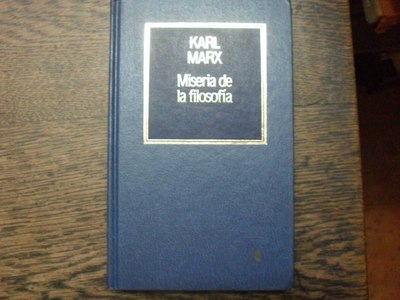 KARL
MARX
Miseria de
la filosofía